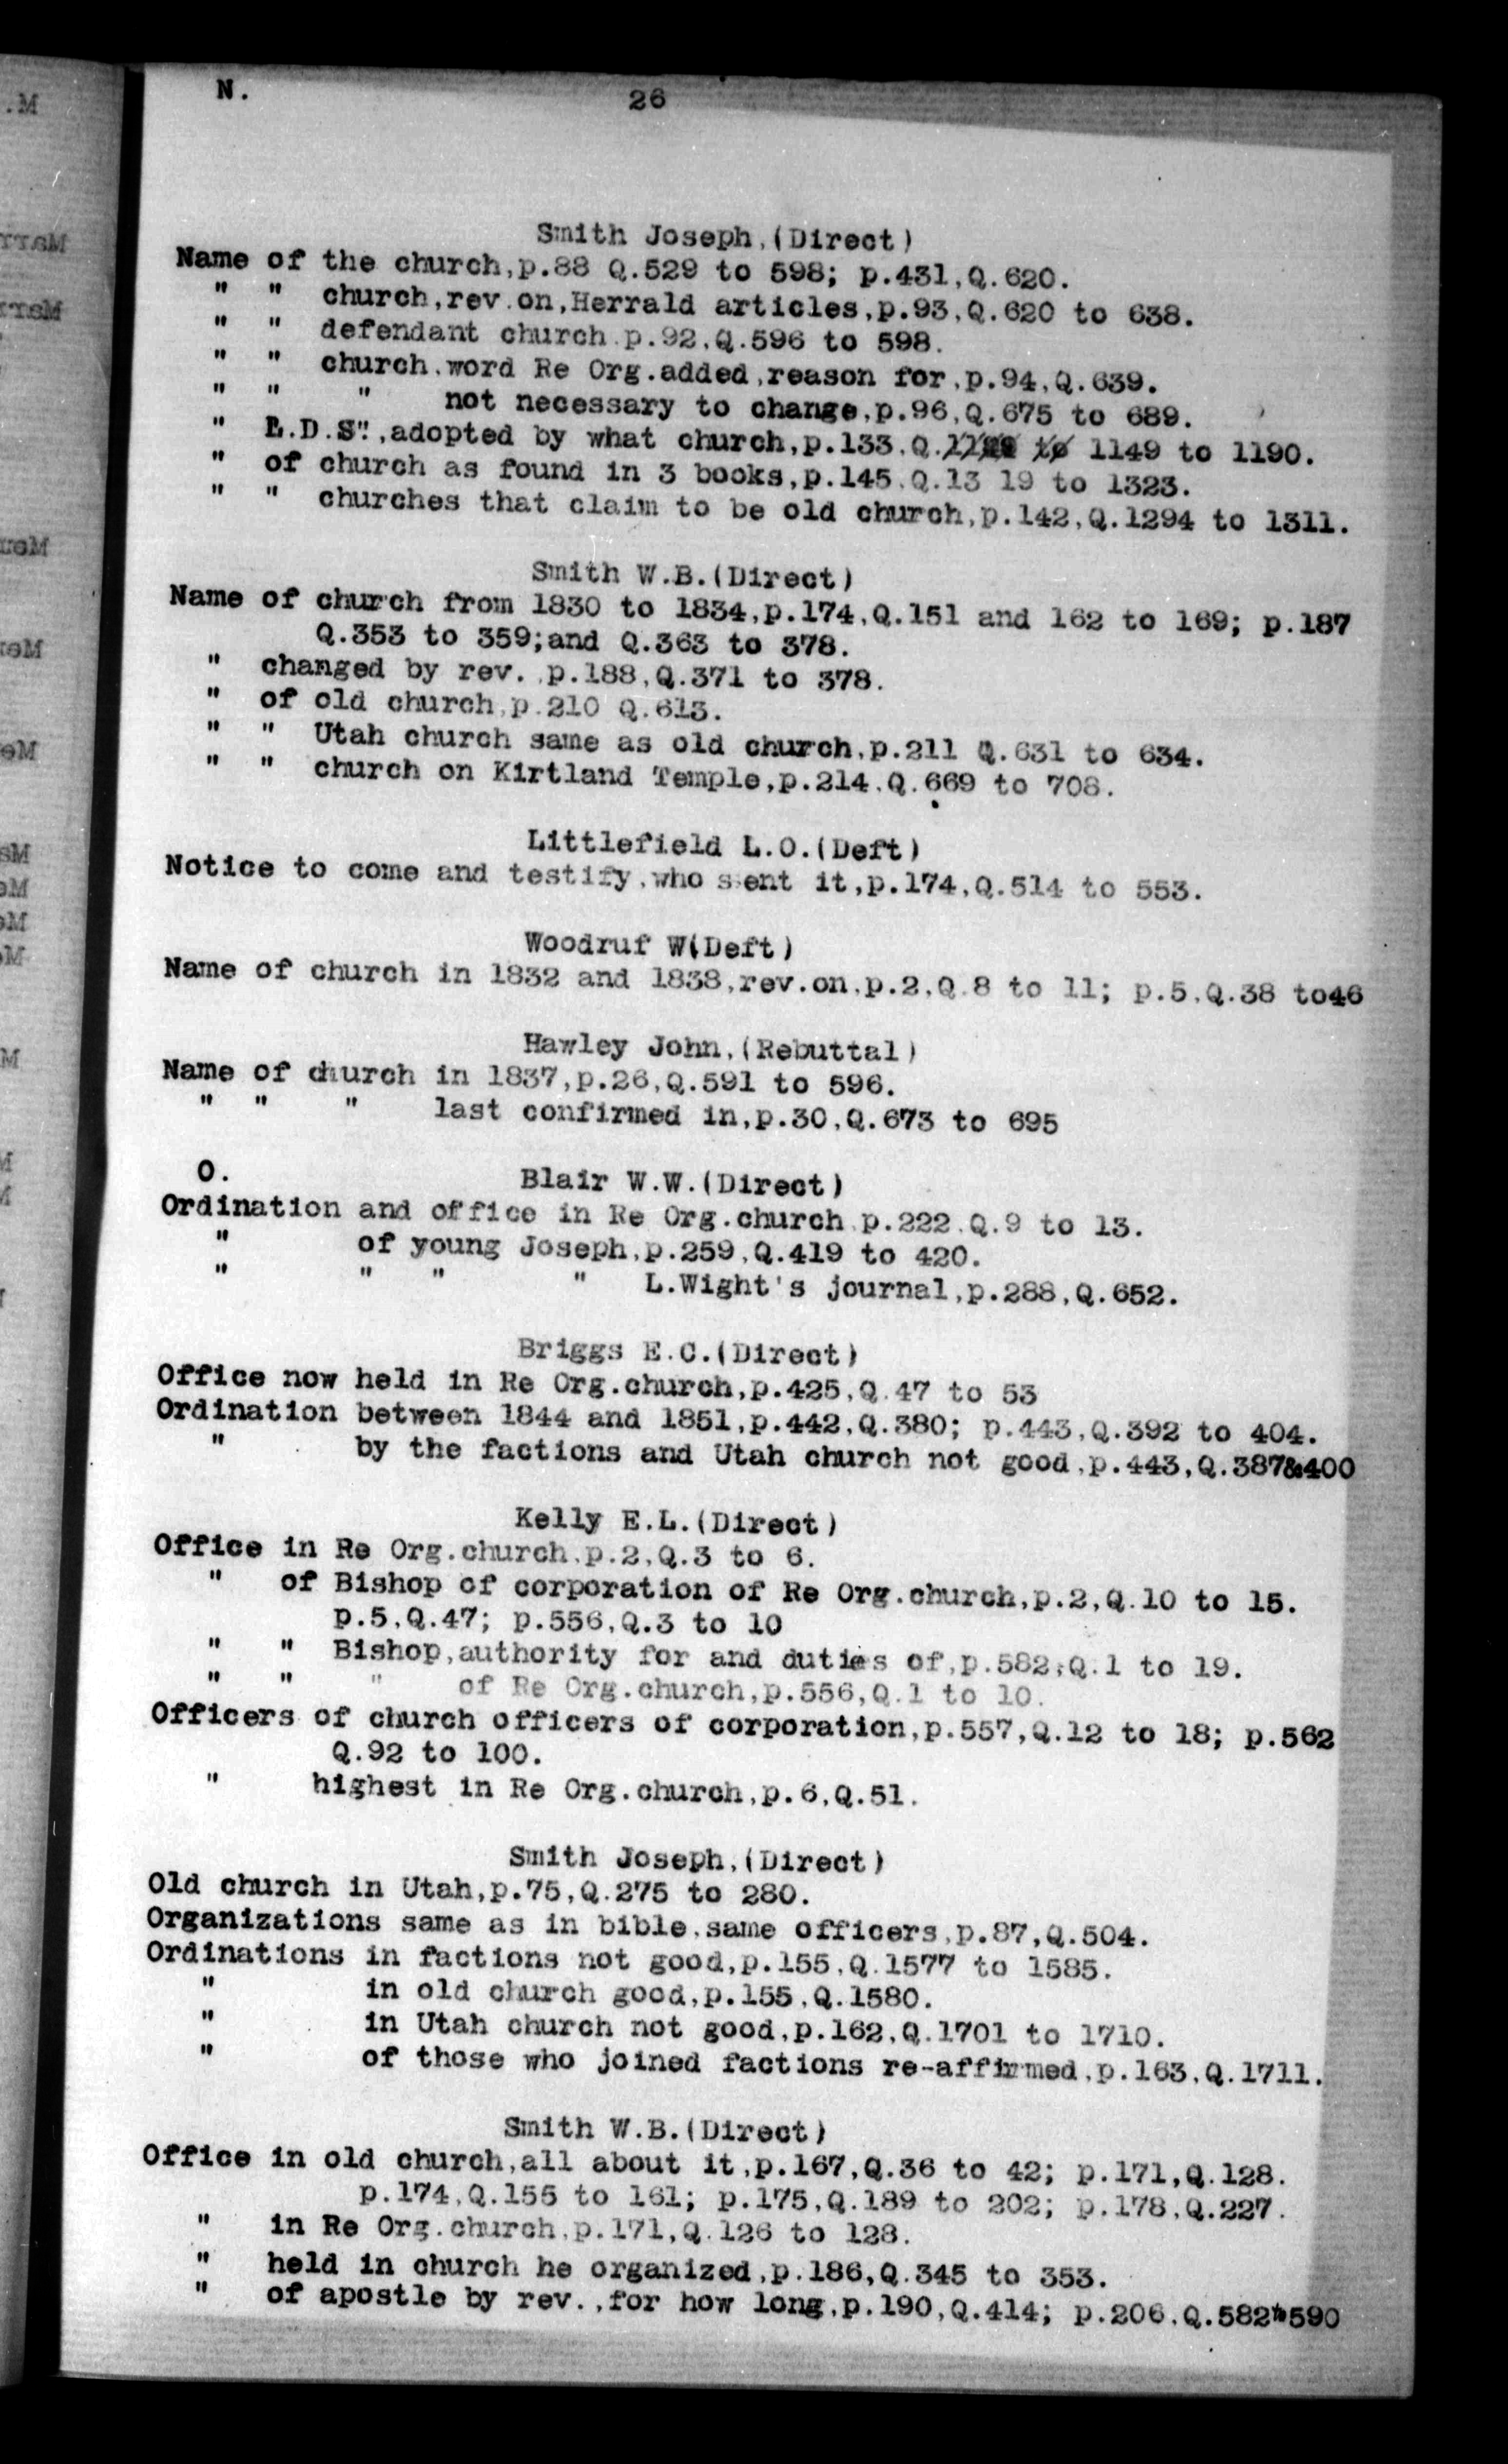 N.
26
Smith Joseph,(Direct)
Name of the church,p.88 Q.529 to 598; p.431,Q.620.
" " church,rev.on,Herrald articles,p.93,Q.620 to 638.
" " defendant church p.92,Q.596 to 598.
" " church.word Re Org.added,reason for,p.94,Q.639.
" " " not necessary to change,p.96,Q.675 to 689.
" L.D.S".,adopted by what church,p.133,Q. to 1149 to 1190.
" of church as found in 3 books,p.145,Q.13 19 to 1323.
" " churches that claim to be old church,p.142,Q.1294 to 1311.
Smith W.B.(Direct)
Name of church from 1830 to 1834,p.174,Q.151 and 162 to 169; p.187
Q.353 to 359;and Q.363 to 378.
" changed by rev. ,p.188,Q.371 to 378.
" of old church,p.210 Q.613.
" " Utah church same as old church,p.211 Q.631 to 634.
" " church on Kirtland Temple,p.214,Q.669 to 708.
Littlefield L.O.(Deft)
Notice to come and testify,who sent it,p.174,Q.514 to 553.
Woodruf W(Deft)
Name of church in 1832 and 1838,rev.on,p.2,Q.8 to 11; p.5,Q.38 to46
Hawley John,(Rebuttal)
Name of church in 1837,p.26,Q.591 to 596.
" " " last confirmed in,p.30,Q.673 to 695
O.
Blair W.W.(Direct)
Ordination and office in Re Org.church p.222 Q.9 to 13.
" of young Joseph,p.259,Q.419 to 420.
" " " " L.Wight's journal,p.288,Q.652.
Briggs E.C.(Direct)
Office now held in Re Org.church,p.425,Q.47 to 53
Ordination between 1844 and 1851,p.442,Q.380; p.443,Q.392 to 404.
" by the factions and Utah church not good,p.443,Q.387&400
Kelly E.L.(Direct)
Office in Re Org.church,p.2,Q.3 to 6.
" of Bishop of corporation of Re Org.church,p.2,Q.10 to 15.
p.5,Q.47; p.556,Q.3 to 10
" " Bishop,authority for and duties of,p.582,Q.1 to 19.
" " " of Re Org.church,p.556,Q.1 to 10.
Officers of church officers of corporation,p.557,Q.12 to 18; p.562
Q.92 to 100.
" highest in Re Org.church,p.6,Q.51.
Smith Joseph,(Direct)
Old church in Utah,p.75,Q.275 to 280.
Organizations same as in bible,same officers,p.87,Q.504.
Ordinations in factions not good,p.155,Q.1577 to 1585.
" in old church good,p.155,Q.1580.
" in Utah church not good,p.162,Q.1701 to 1710.
" of those who joined factions re-affirmed,p.163,Q.1711.
Smith W.B.(Direct)
Office in old church,all about it,p.167,Q.36 to 42; p.171,Q.128.
p.174,Q.155 to 161; p.175,Q.189 to 202; p.178,Q.227.
" in Re Org.church,p.171,Q.126 to 128.
" held in church he organized,p.186,Q.345 to 353.
" of apostle by rev.,for how long,p.190,Q.414; p.206,Q.582to590